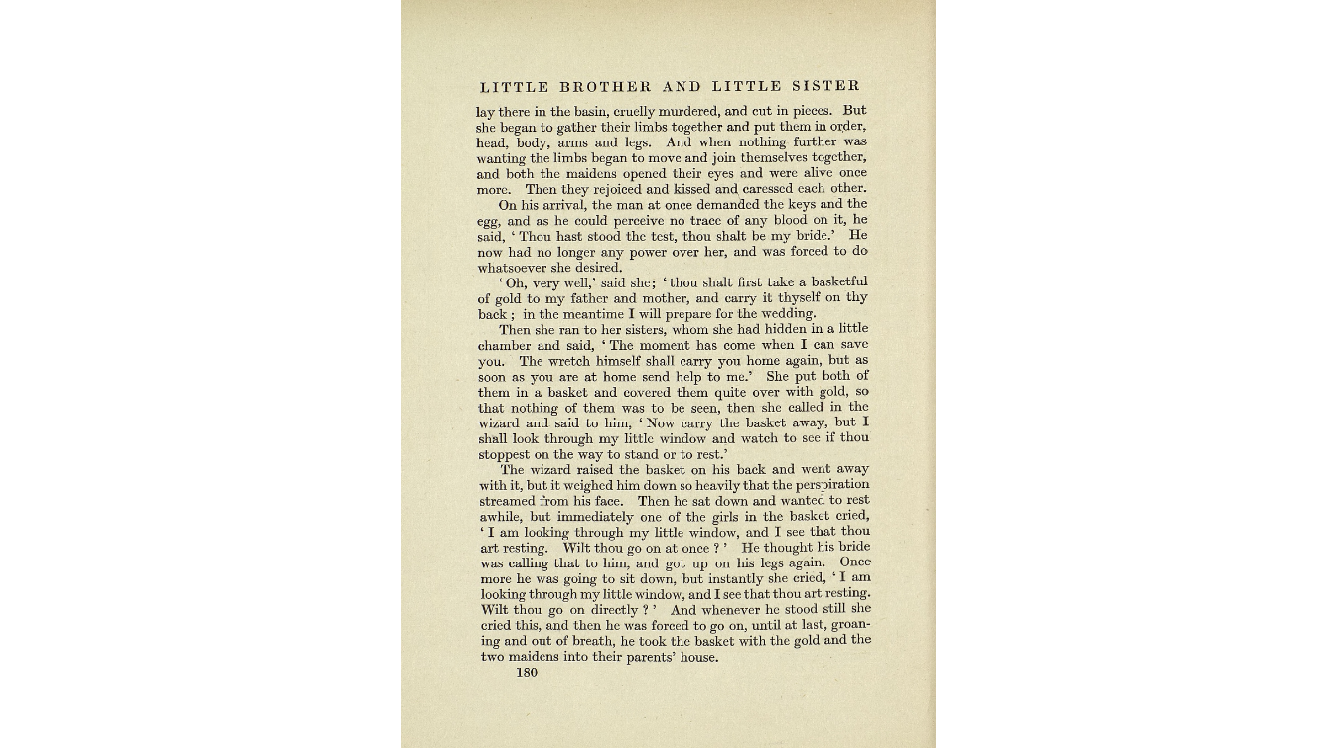 LITTLE BROTHER AND LITTLE SISTER
lay there in the basin, cruelly murdered, and cut in pieces. But
she began to gather their limbs together and put them in order,
head, body, arms and legs. And when nothing further was
wanting the limbs began to move and join themselves together,
and both the maidens opened their eyes and were alive once
more. Then they rejoiced and kissed and caressed each other.
On his arrival, the man at once demanded the keys and the
egg, and as he could perceive no trace of any blood on it, he
said, ‘ Thou hast stood the test, thou shalt be my bride.’ He
now had no longer any power over her, and was forced to do
whatsoever she desired.
‘ Oh, very well,’ said she; ‘ thou shalt first take a basketful
of gold to my father and mother, and carry it thyself on thy
back ; in the meantime I will prepare for the wedding.
Then she ran to her sisters, whom she had hidden in a little
chamber and said, ‘ The moment has come when I can save
you. The wretch himself shall carry you home again, but as
soon as you are at home send help to me.’ She put both of
them in a basket and covered them quite over with gold, so
that nothing of them was to be seen, then she called in the
wizard and said to him, ‘ Now carry the basket away, but I
shall look through my little window and watch to see if thou
stoppest on the way to stand or to rest.’
The wizard raised the basket on his back and went away
with it, but it weighed him down so heavily that the perspiration
streamed from his face. Then he sat down and wanted to rest
awhile, but immediately one of the girls in the basket cried,
‘ I am looking through my little window, and I see that thou
art resting. Wilt thou go on at once ? ’ He thought his bride
was calling that to him, and got up on his legs again. Once
more he was going to sit down, but instantly she cried, ‘ I am
looking through my little window, and I see that thou art resting.
Wilt thou go on directly ? ’ And whenever he stood still she
cried this, and then he was forced to go on, until at last, groan-
ing and out of breath, he took the basket with the gold and the
two maidens into their parents’ house.
180